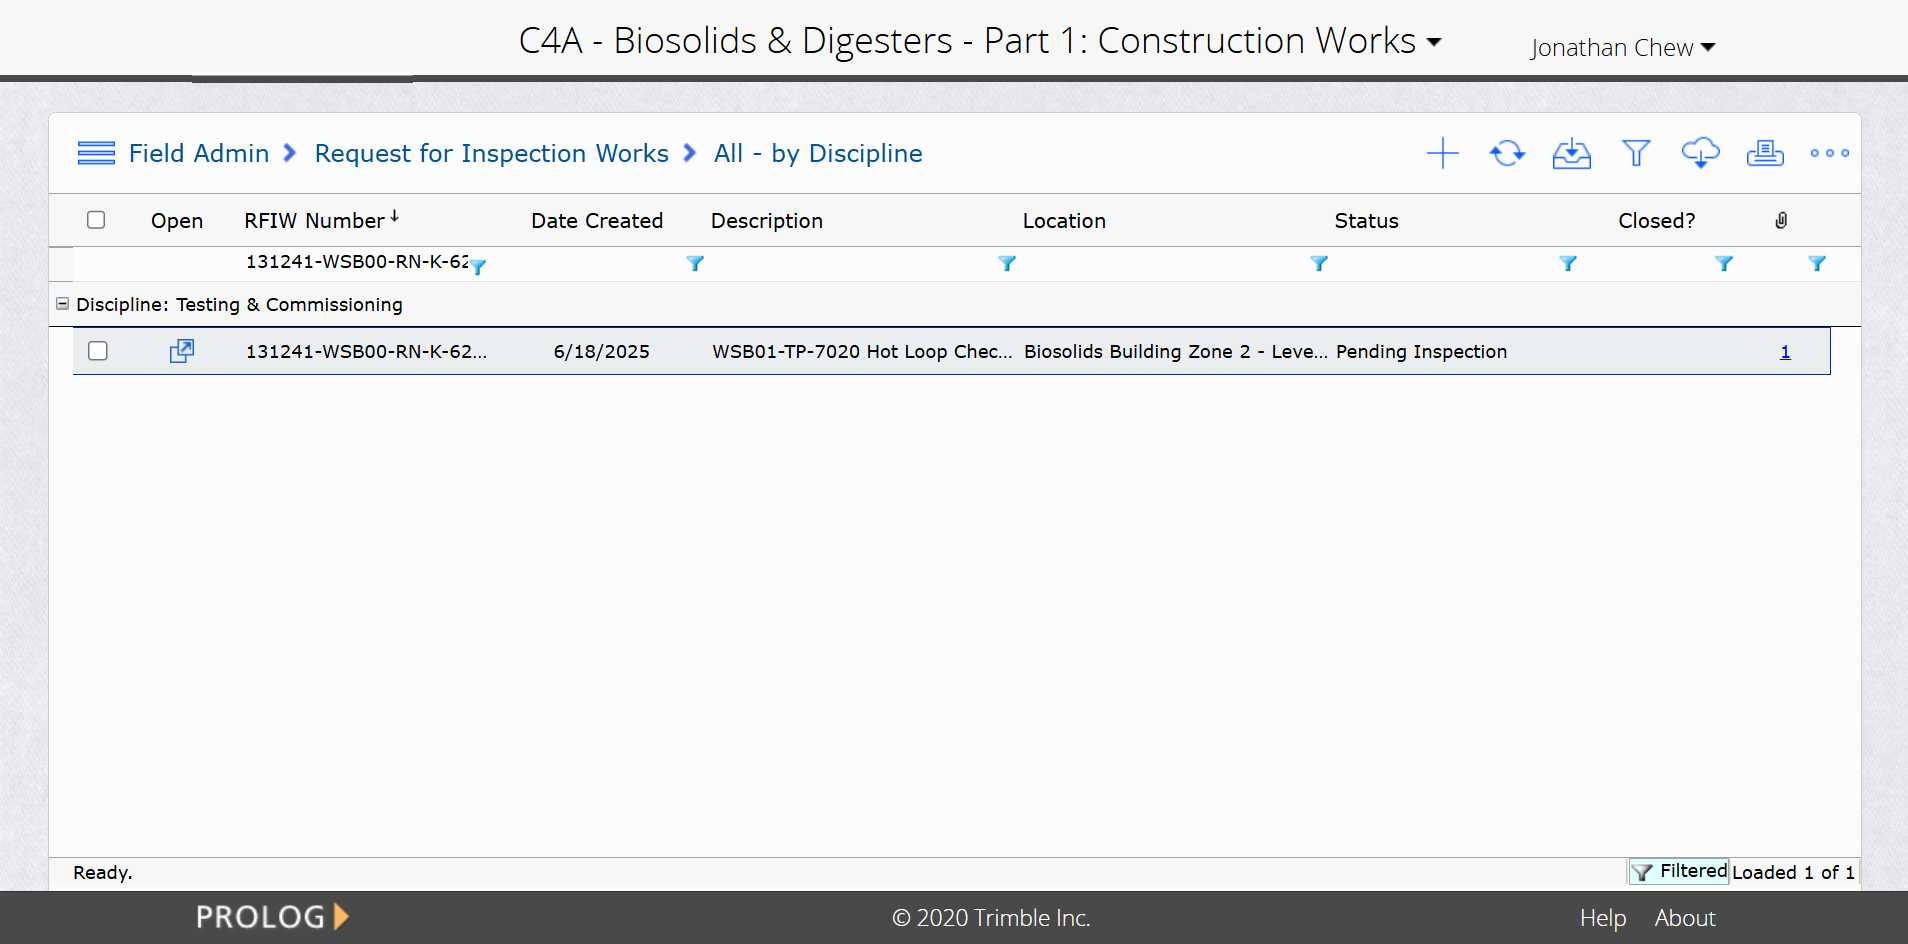 C4A - Biosolids & Digesters - Part 1: Construction Works
Jonathan Chew
Field Admin Request for Inspection Works All - by Discipline
Open RFIW Number Date Created Description Location Status Closed?
131241-WSB00-RN-K-62
Discipline: Testing & Commissioning
131241-WSB00-RN-K-62... 6/18/2025 WSB01-TP-7020 Hot Loop Chec... Biosolids Building Zone 2 - Leve... Pending Inspection 1
Ready. Filtered Loaded 1 of 1
PROLOG © 2020 Trimble Inc. Help About